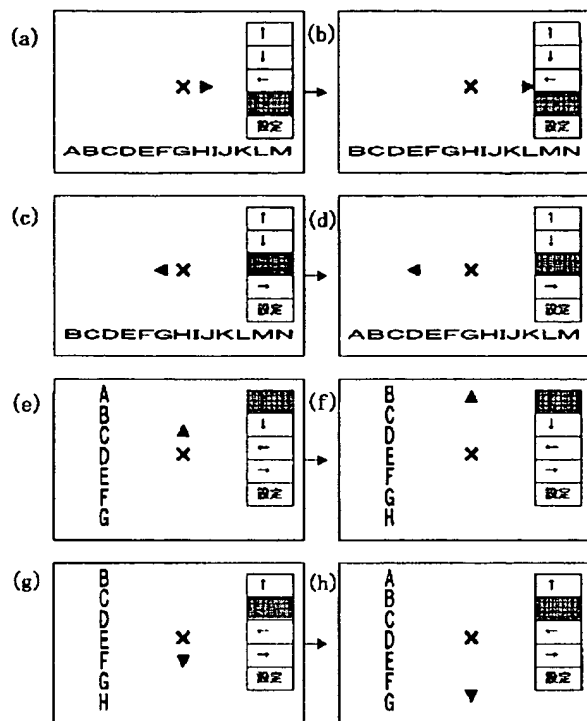 (a)
↑
↓
←
設定
ABCDEFGHIJKLM
(b)
↑
↓
←
設定
BCDEFGHIJKLMN
(c)
↑
↓
→
設定
BCDEFGHIJKLMN
(d)
↑
↓
→
設定
ABCDEFGHIJKLM
(e)
A
B
C
D
E
F
G
↓
←
→
設定
(f)
B
C
D
E
F
G
H
↓
←
→
設定
(g)
B
C
D
E
F
G
H
↑
←
→
設定
(h)
A
B
C
D
E
F
G
↑
←
→
設定